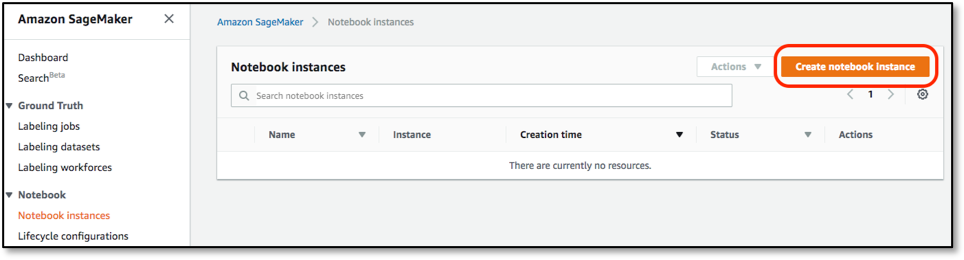 Amazon SageMaker
Dashboard
Search Beta
Ground Truth
Labeling jobs
Labeling datasets
Labeling workforces
Notebook
Notebook instances
Lifecycle configurations
Amazon SageMaker > Notebook instances
Notebook instances
Actions
Create notebook instance
Search notebook instances
1
Name Instance Creation time Status Actions
There are currently no resources.